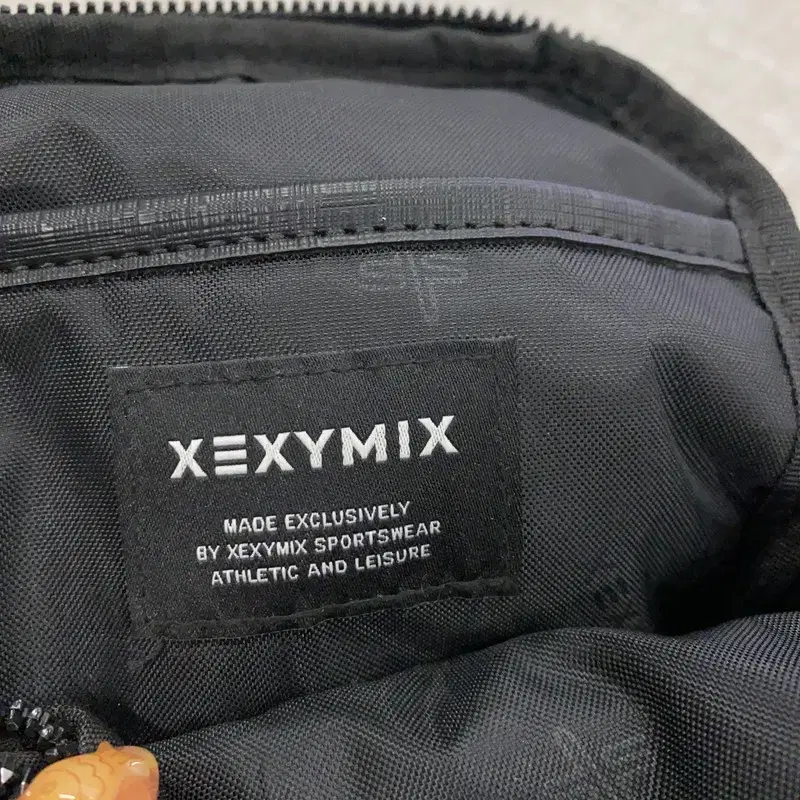 XEXYMIX
MADE EXCLUSIVELY
BY XEXYMIX SPORTSWEAR
ATHLETIC AND LEISURE